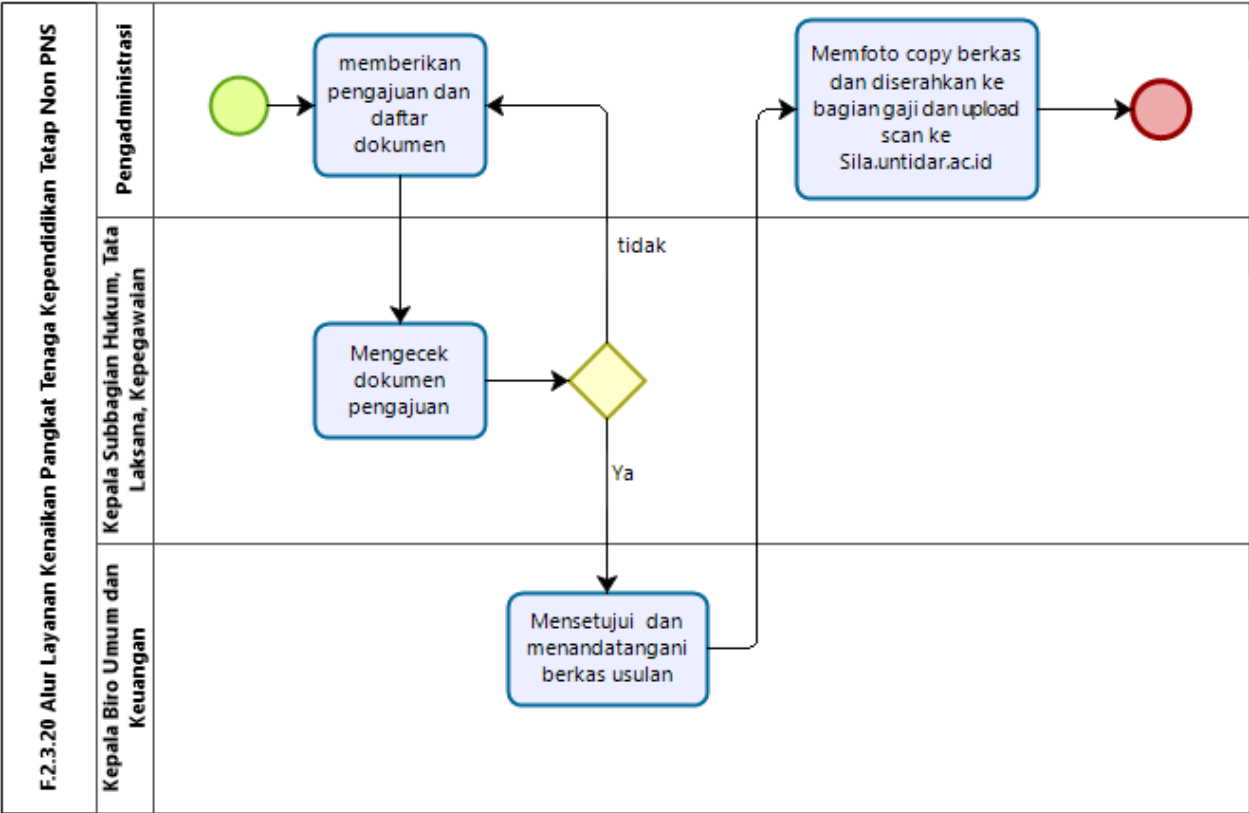 F.2.3.20 Alur Layanan Kenaikan Pangkat Tenaga Kependidikan Tetap Non PNS
Pengadministrasi
memberikan
pengajuan dan
daftar
dokumen
Memfoto copy berkas
dan diserahkan ke
bagian gaji dan upload
scan ke
Sila.untidar.ac.id
Kepala Subbagian Hukum, Tata
Laksana, Kepegawaian
tidak
Mengecek
dokumen
pengajuan
Ya
Kepala Biro Umum dan
Keuangan
Mensetujui dan
menandatangani
berkas usulan